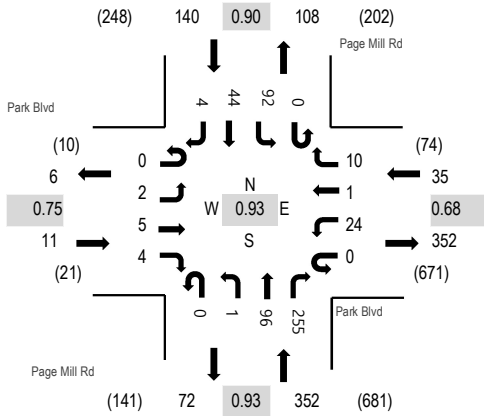 (248) 140 0.90 108 (202)
Page Mill Rd
Park Blvd
4 44 92 0
(10) (74)
6 0 10 35
2 N 1
0.75 W 0.93 E 0.68
5 S 24
11 4 0 352
(21) (671)
0 1 96 255
Park Blvd
Page Mill Rd
(141) 72 0.93 352 (681)